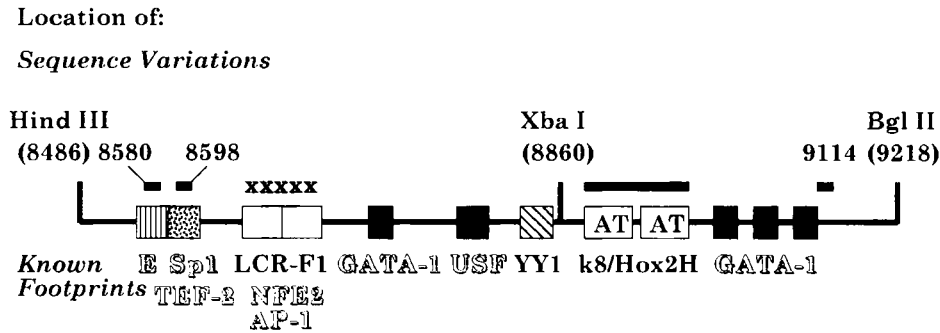 Location of:
Sequence Variations
Hind III Xba I Bgl II
(8486) 8580 8598 (8860) 9114 (9218)
xxxxx
AT AT
Known E Sp1 LCR-F1 GATA-1 USF YY1 k8/Hox2H GATA-1
Footprints TEF-2 NFE2
AP-1